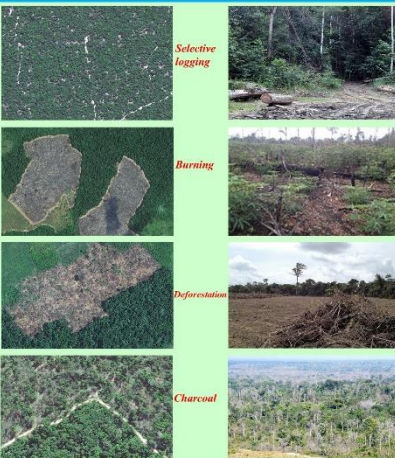 Selective
logging
Burning
Deforestation
Charcoal